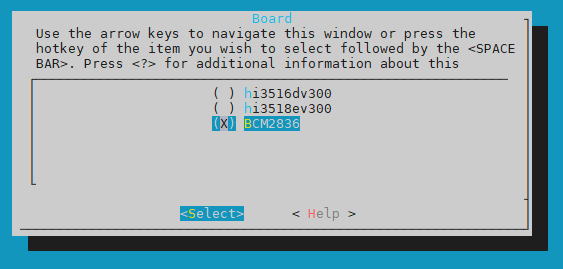 Board
Use the arrow keys to navigate this window or press the
hotkey of the item you wish to select followed by the <SPACE
BAR>. Press <?> for additional information about this
( ) hi3516dv300
( ) hi3518ev300
(X) BCM2836
<Select> < Help >